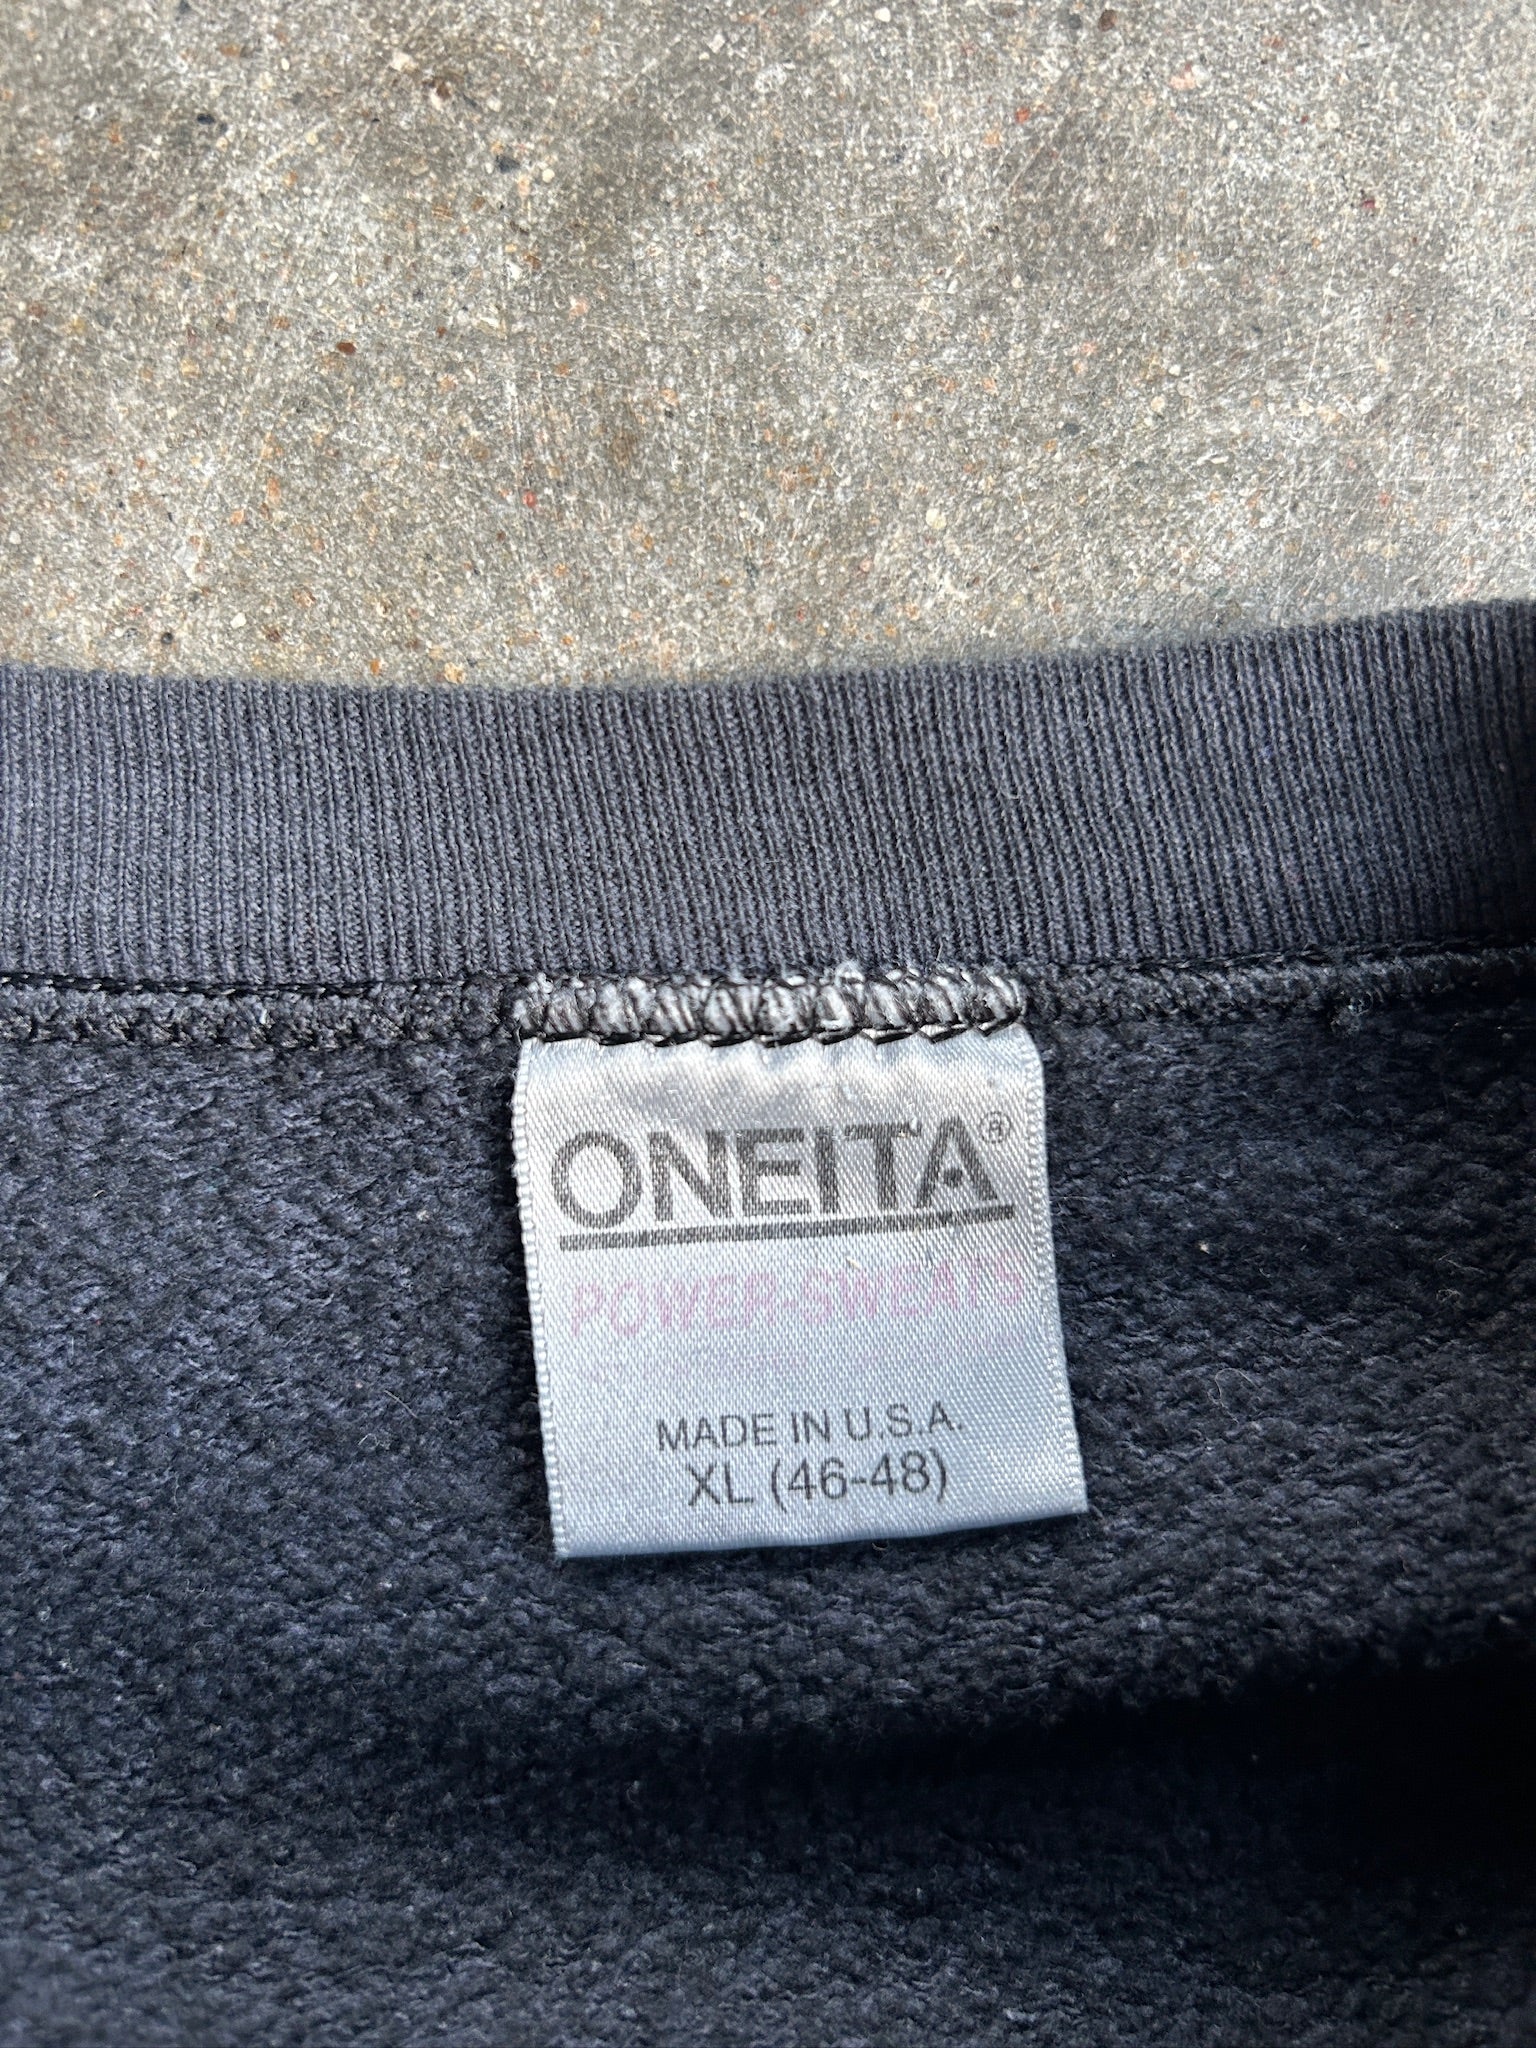 ONEITA®
POWER-SWEATS
MADE IN U.S.A.
XL (46-48)